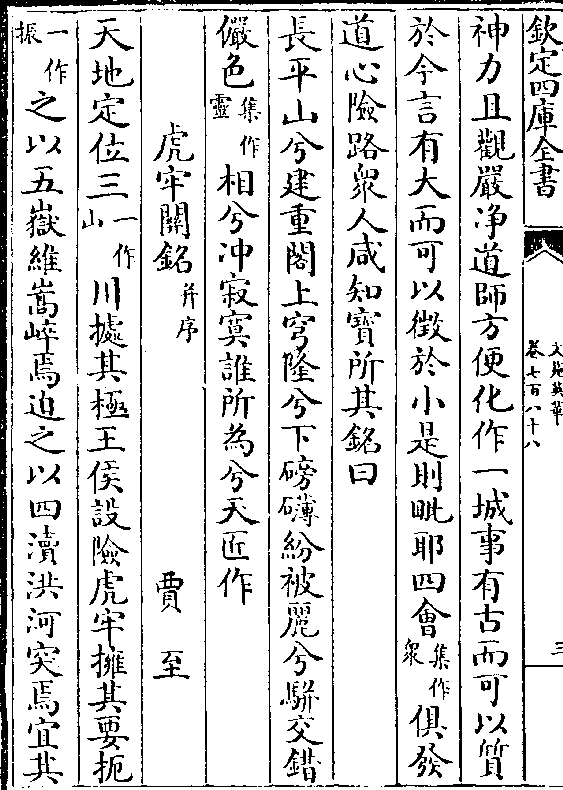 欽定四庫全書
文苑英華
卷七百八十八
三
神力且觀嚴净道師方便化作一城事有古而可以質
於今言有大而可以徵於小是則毗耶四會集作衆俱發
道心險路衆人咸知寶所其銘曰
長平山兮建重閣上穹隆兮下磅礴紛被麗兮駢交錯
儼色集作靈相兮冲寂寞誰所為兮天匠作
虎牢關銘并序
賈至
天地定位三一作山川據其極王侯設險虎牢擁其要扼
一作振之以五嶽維嵩崪焉迫之以四瀆洪河突焉宜其